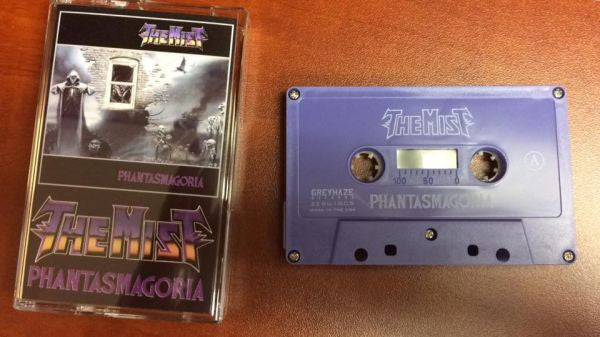 THE MIST
PHANTASMAGORIA
THE MIST
PHANTASMAGORIA
THE MIST
A
100 50 0
GREYHAZE
PHANTASMAGORIA
MADE IN THE USA